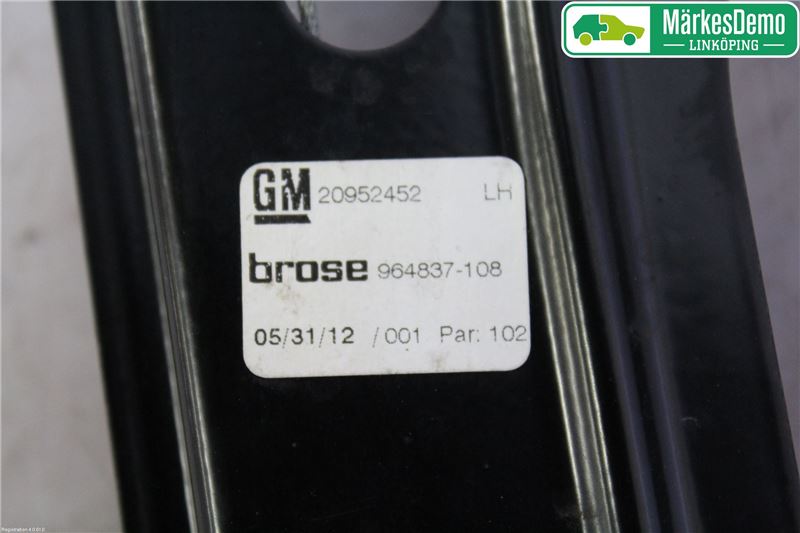 MärkesDemo
LINKÖPING
GM 20952452 LH
brose 964837-108
05/31/12 /001 Par: 102